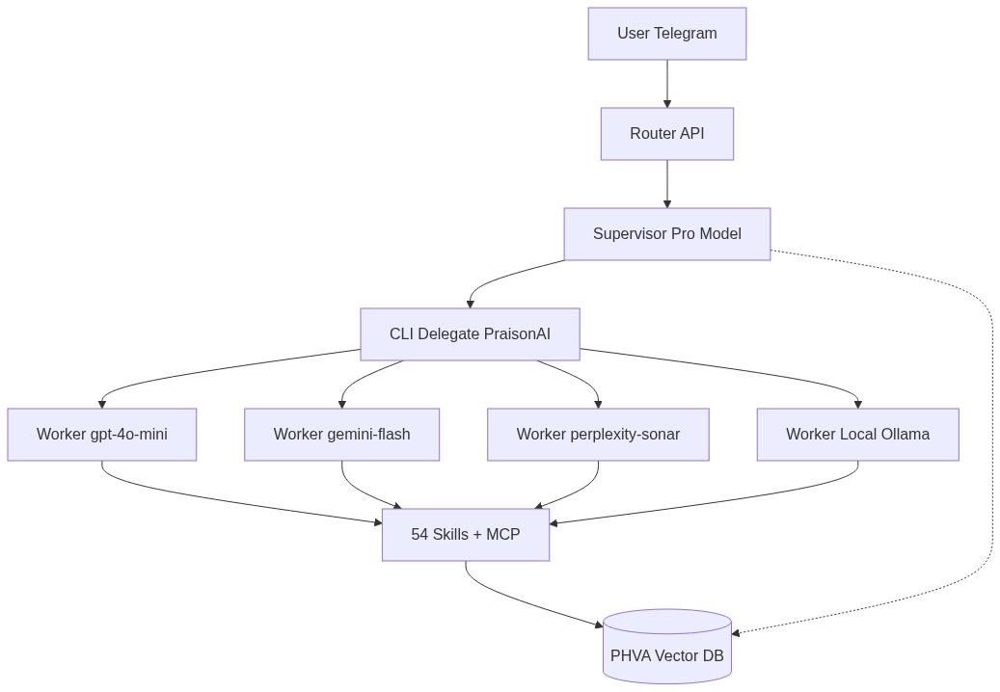 User Telegram
Router API
Supervisor Pro Model
CLI Delegate PraisonAI
Worker gpt-4o-mini
Worker gemini-flash
Worker perplexity-sonar
Worker Local Ollama
54 Skills + MCP
PHVA Vector DB